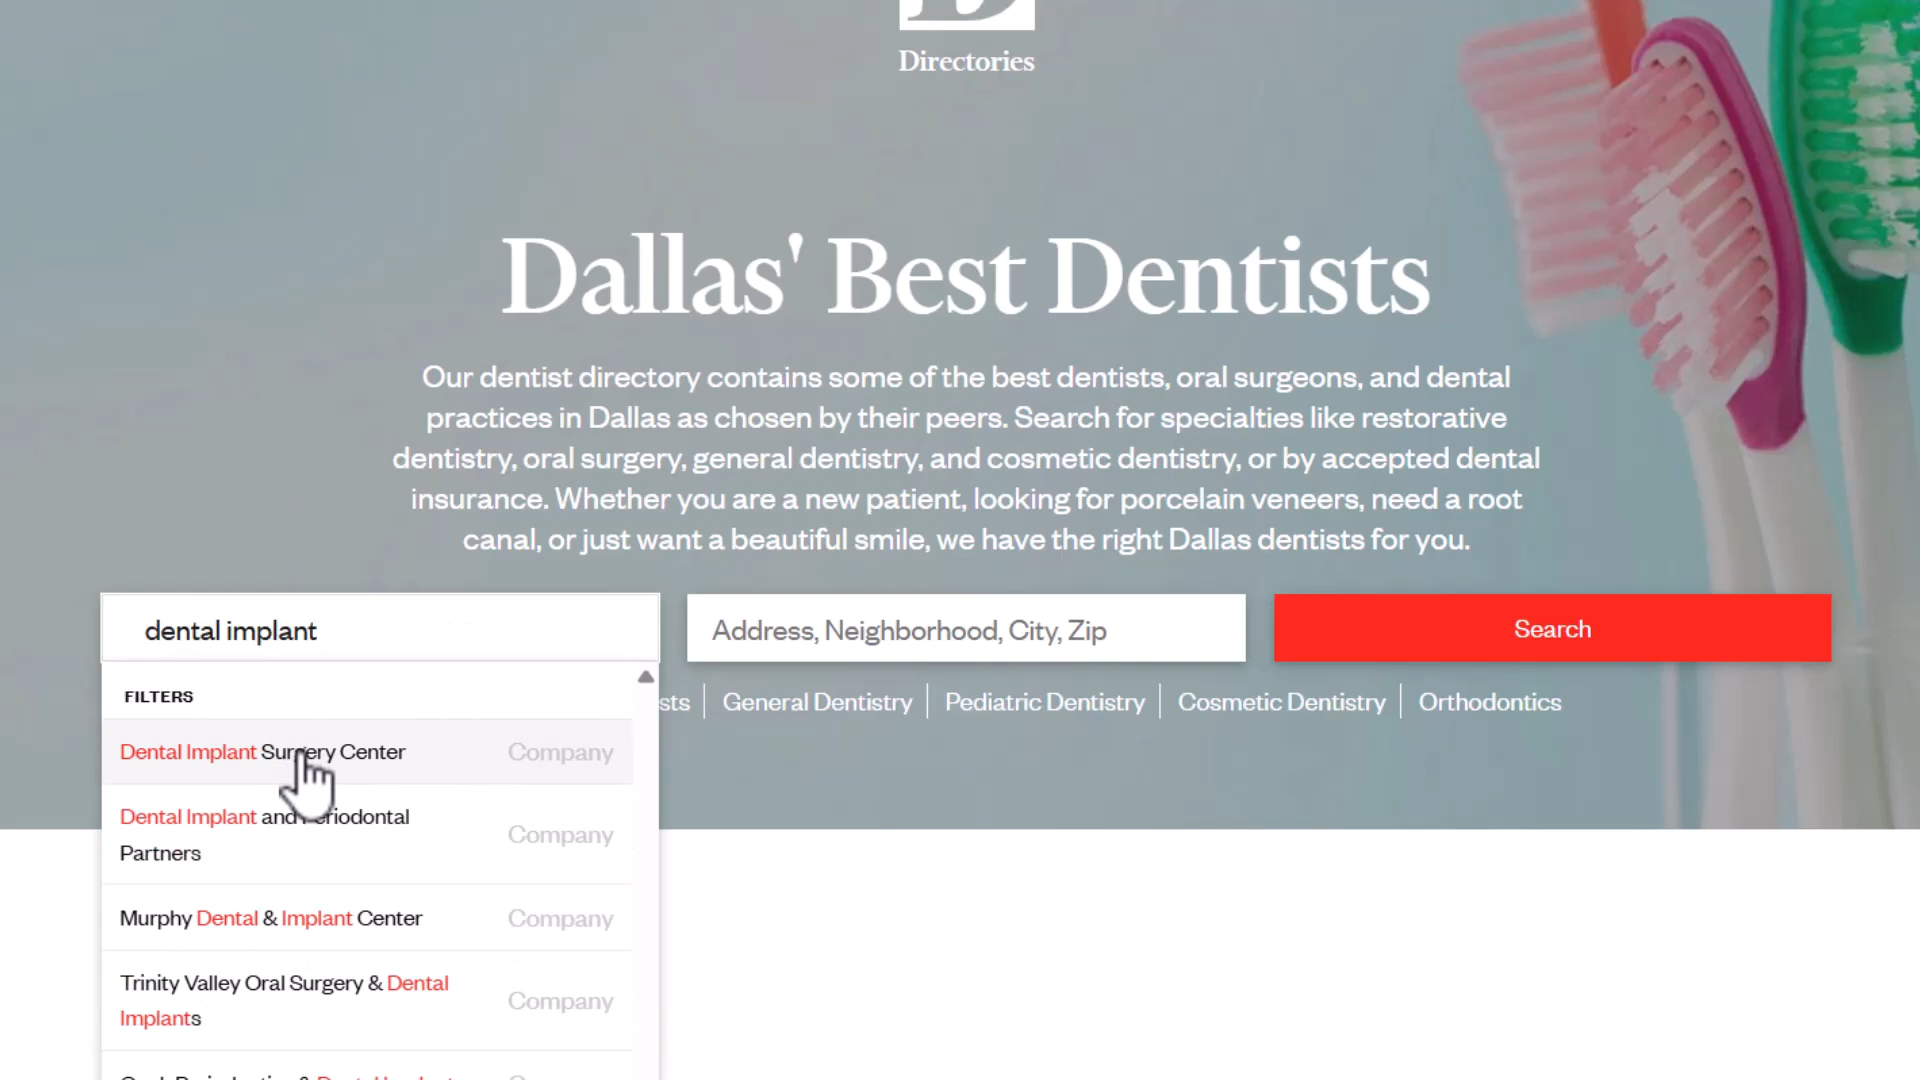 Directories
Dallas' Best Dentists
Our dentist directory contains some of the best dentists, oral surgeons, and dental
practices in Dallas as chosen by their peers. Search for specialties like restorative
dentistry, oral surgery, general dentistry, and cosmetic dentistry, or by accepted dental
insurance. Whether you are a new patient, looking for porcelain veneers, need a root
canal, or just want a beautiful smile, we have the right Dallas dentists for you.
dental implant
Address, Neighborhood, City, Zip
Search
General Dentistry
Pediatric Dentistry
Cosmetic Dentistry
Orthodontics
FILTERS
Dental Implant Surgery Center Company
Dental Implant and Periodontal
Partners
Company
Murphy Dental & Implant Center Company
Trinity Valley Oral Surgery & Dental
Implants
Company